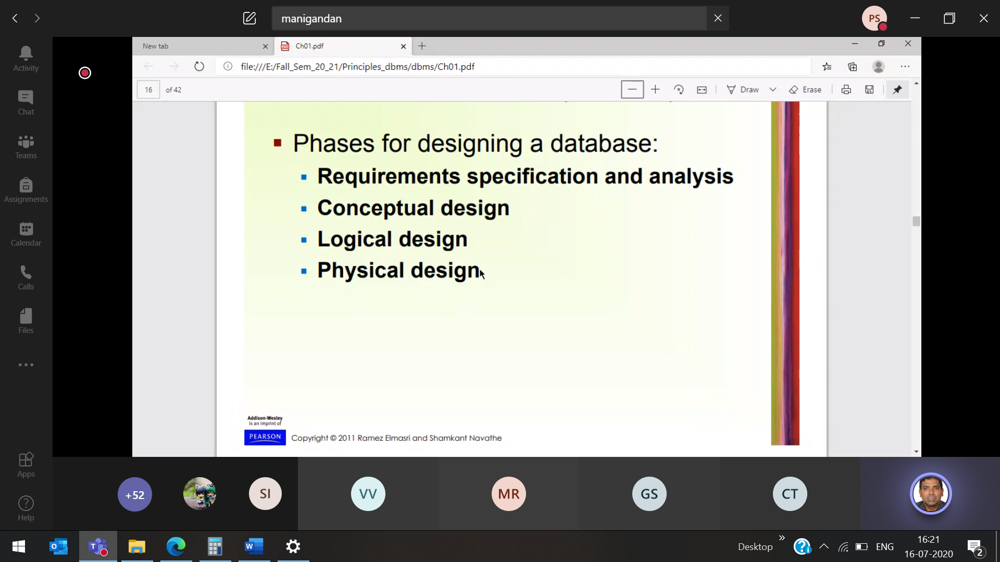 manigandan
PS
Activity
Chat
Teams
Assignments
Calendar
Calls
Files
Apps
Help
New tab
Ch01.pdf
file:///E:/Fall_Sem_20_21/Principles_dbms/dbms/Ch01.pdf
16 of 42
Draw
Erase
Phases for designing a database:
Requirements specification and analysis
Conceptual design
Logical design
Physical design
Addison-Wesley
is an imprint of
PEARSON
Copyright © 2011 Ramez Elmasri and Shamkant Navathe
+52
SI
VV
MR
GS
CT
Desktop
ENG
16:21
16-07-2020
2